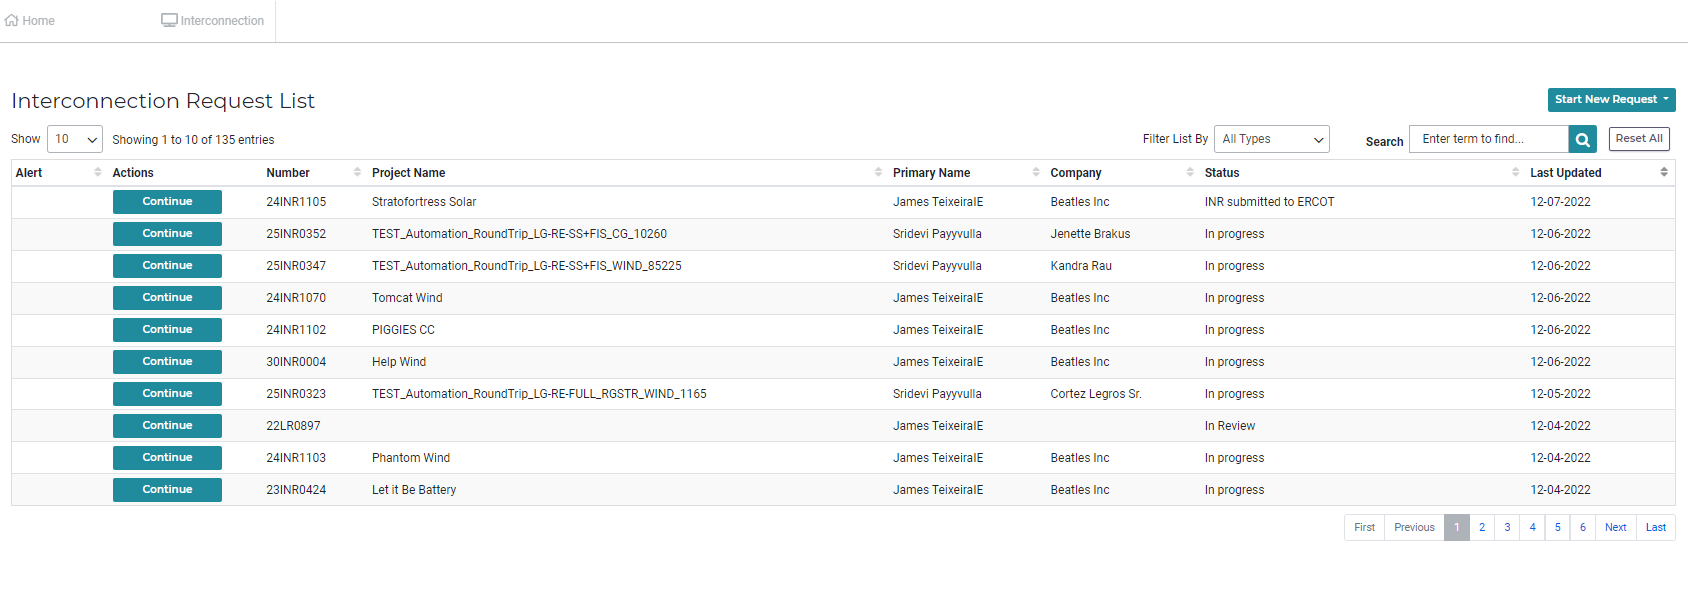 Home Interconnection
Interconnection Request List
Start New Request
Show 10 Showing 1 to 10 of 135 entries Filter List By All Types Search Enter term to find... Reset All
Alert Actions Number Project Name Primary Name Company Status Last Updated
Continue 24INR1105 Stratofortress Solar James TeixeiraIE Beatles Inc INR submitted to ERCOT 12-07-2022
Continue 25INR0352 TEST_Automation_RoundTrip_LG-RE-SS+FIS_CG_10260 Sridevi Payyvulla Jenette Brakus In progress 12-06-2022
Continue 25INR0347 TEST_Automation_RoundTrip_LG-RE-SS+FIS_WIND_85225 Sridevi Payyvulla Kandra Rau In progress 12-06-2022
Continue 24INR1070 Tomcat Wind James TeixeiraIE Beatles Inc In progress 12-06-2022
Continue 24INR1102 PIGGIES CC James TeixeiraIE Beatles Inc In progress 12-06-2022
Continue 30INR0004 Help Wind James TeixeiraIE Beatles Inc In progress 12-06-2022
Continue 25INR0323 TEST_Automation_RoundTrip_LG-RE-FULL_RGSTR_WIND_1165 Sridevi Payyvulla Cortez Legros Sr. In progress 12-05-2022
Continue 22LR0897 James TeixeiraIE In Review 12-04-2022
Continue 24INR1103 Phantom Wind James TeixeiraIE Beatles Inc In progress 12-04-2022
Continue 23INR0424 Let it Be Battery James TeixeiraIE Beatles Inc In progress 12-04-2022
First Previous 1 2 3 4 5 6 Next Last